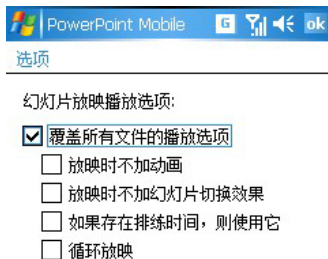 PowerPoint Mobile G ok
选项
幻灯片放映播放选项:
覆盖所有文件的播放选项
放映时不加动画
放映时不加幻灯片切换效果
如果存在排练时间，则使用它
循环放映